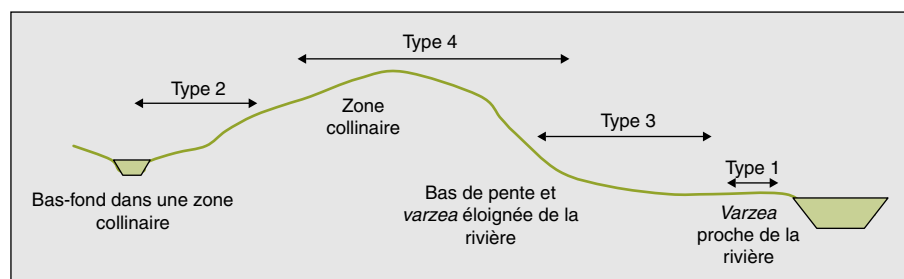 Type 4
Type 2
Zone
collinaire
Type 3
Type 1
Bas-fond dans une zone
collinaire
Bas de pente et
varzea éloignée de la
rivière
Varzea
proche de la
rivière